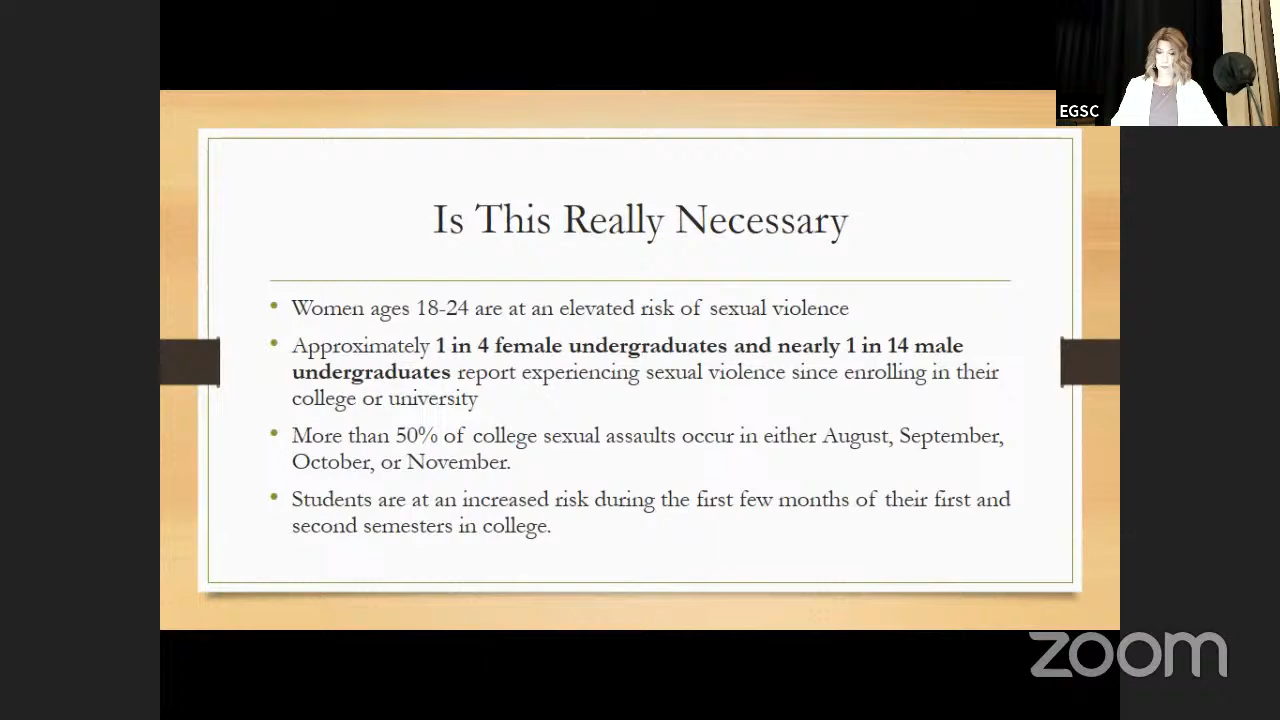 EGSC
Is This Really Necessary
• Women ages 18-24 are at an elevated risk of sexual violence
• Approximately 1 in 4 female undergraduates and nearly 1 in 14 male
undergraduates report experiencing sexual violence since enrolling in their
college or university
• More than 50% of college sexual assaults occur in either August, September,
October, or November.
• Students are at an increased risk during the first few months of their first and
second semesters in college.
zoom